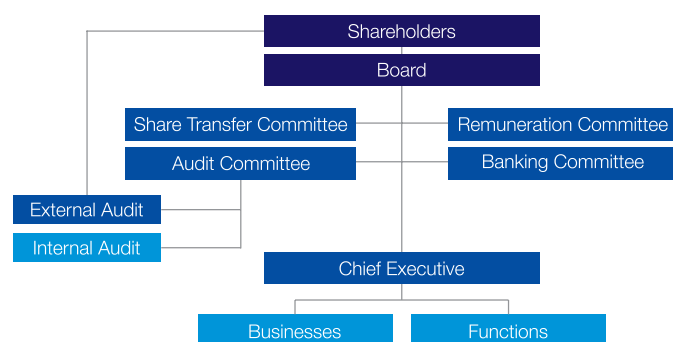 Shareholders
Board
Share Transfer Committee
Remuneration Committee
Audit Committee
Banking Committee
External Audit
Internal Audit
Chief Executive
Businesses
Functions